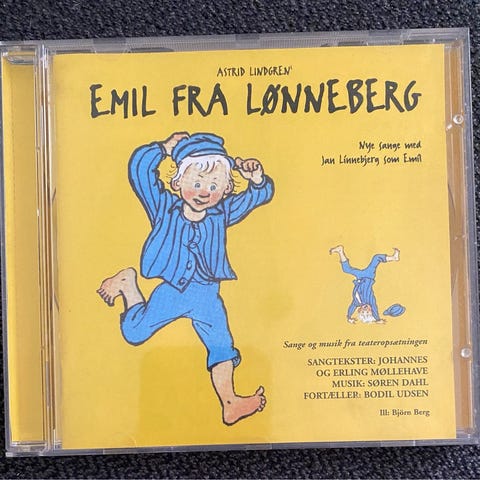 ASTRID LINDGREN'
EMIL FRA LØNNEBERG
Nye sange med
Jan Linnebjerg som Emil
Sange og musik fra teateropsætningen
SANGTEKSTER: JOHANNES
OG ERLING MØLLEHAVE
MUSIK: SØREN DAHL
FORTÆLLER: BODIL UDSEN
Ill: Björn Berg